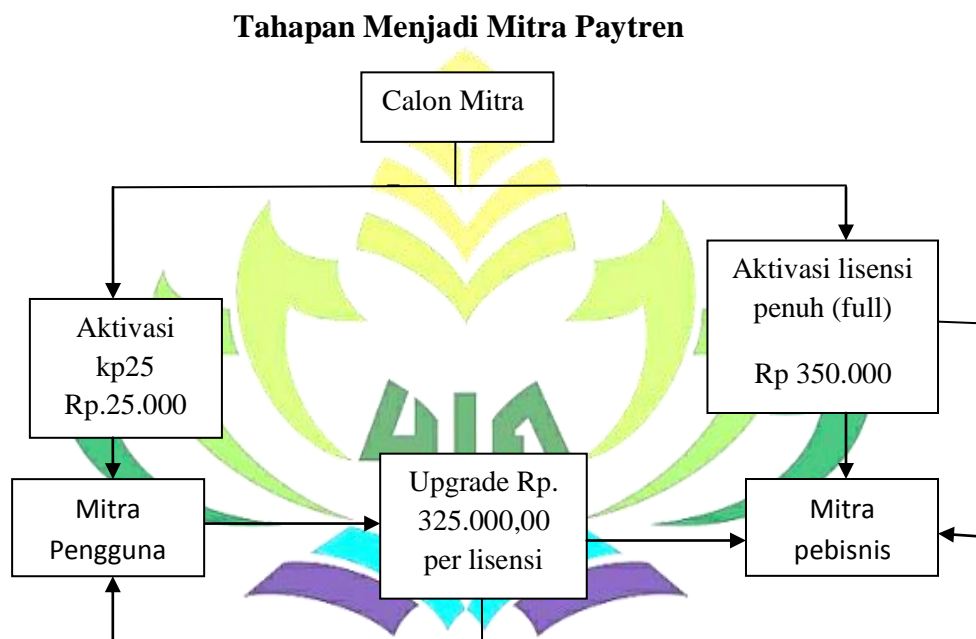 Tahapan Menjadi Mitra Paytren
Calon Mitra
Aktivasi lisensi
penuh (full)
Rp 350.000
Aktivasi
kp25
Rp.25.000
Mitra
Pengguna
Upgrade Rp.
325.000,00
per lisensi
Mitra
pebisnis